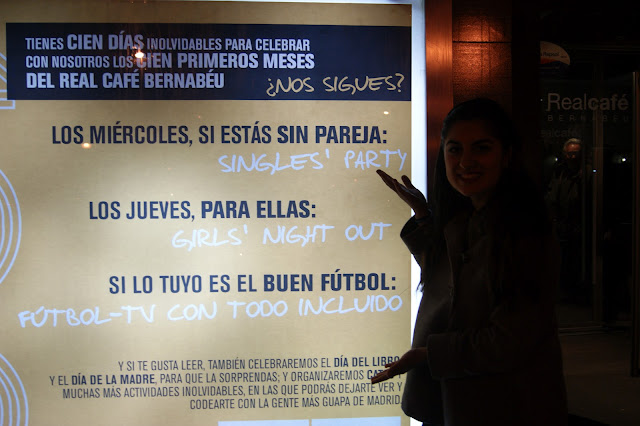 TIENES CIEN DÍAS INOLVIDABLES PARA CELEBRAR
CON NOSOTROS LOS CIEN PRIMEROS MESES
DEL REAL CAFÉ BERNABÉU
¿NOS SIGUES?
LOS MIÉRCOLES, SI ESTÁS SIN PAREJA:
SINGLES' PARTY
LOS JUEVES, PARA ELLAS:
GIRLS' NIGHT OUT
SI LO TUYO ES EL BUEN FÚTBOL:
FÚTBOL-TV CON TODO INCLUIDO
Y SI TE GUSTA LEER, TAMBIÉN CELEBRAREMOS EL DÍA DEL LIBRO
Y EL DÍA DE LA MADRE, PARA QUE LA SORPRENDAS; Y ORGANIZAREMOS
MUCHAS MÁS ACTIVIDADES INOLVIDABLES, EN LAS QUE PODRÁS DEJARTE VER Y
CODEARTE CON LA GENTE MÁS GUAPA DE MADRID.
Realcafé
BERNABÉU